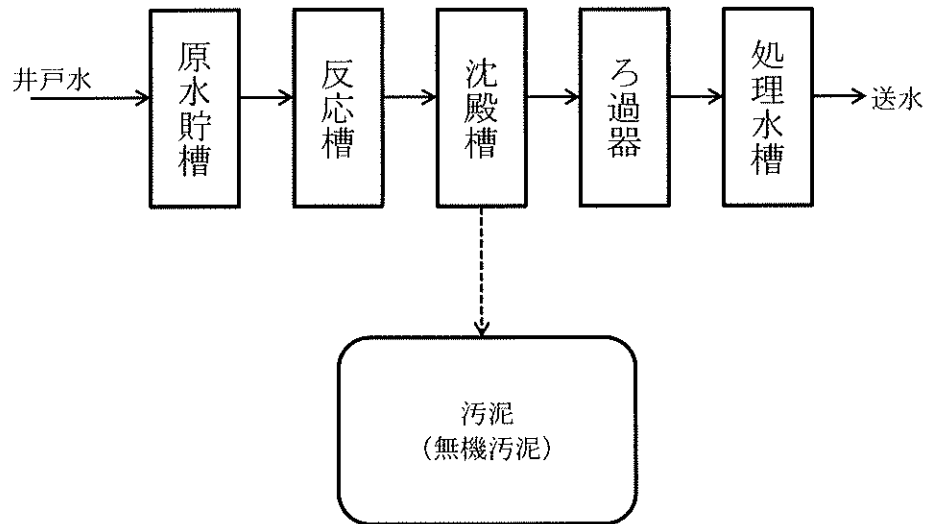 井戸水
原水貯槽
反応槽
沈殿槽
ろ過器
処理水槽
送水
汚泥
（無機汚泥）